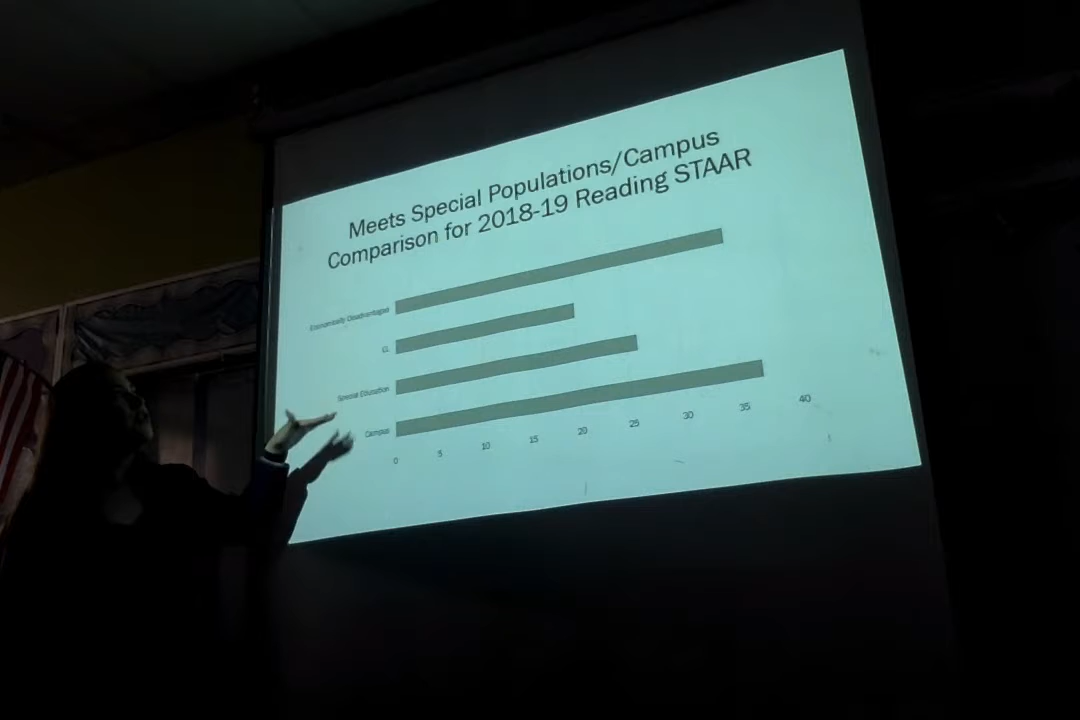 Meets Special Populations/Campus
Comparison for 2018-19 Reading STAAR
Economically Disadvantaged
EL
Special Education
Campus
0 5 10 15 20 25 30 35 40